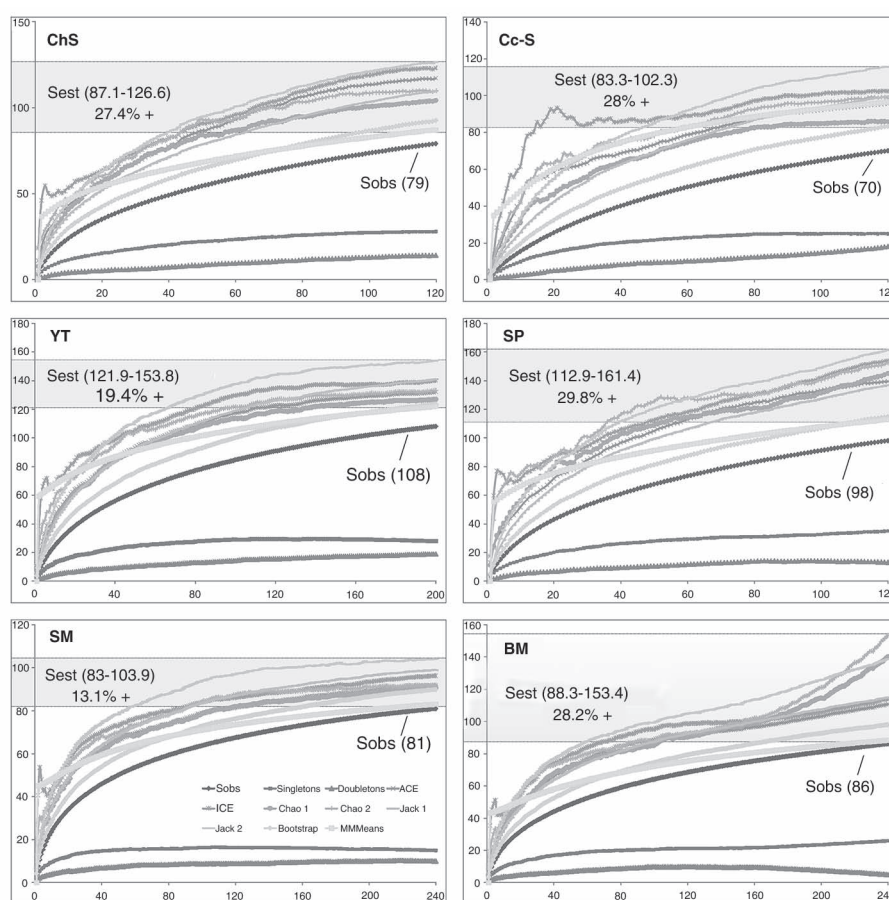 ChS
150
100
50
0
Sest (87.1-126.6)
27.4% +
Sobs (79)
0 20 40 60 80 100 120
Cc-S
140
120
100
80
60
40
20
0
Sest (83.3-102.3)
28% +
Sobs (70)
0 20 40 60 80 100 120
YT
180
160
140
120
100
80
60
40
20
0
Sest (121.9-153.8)
19.4% +
Sobs (108)
0 40 80 120 160 200
SP
180
160
140
120
100
80
60
40
20
0
Sest (112.9-161.4)
29.8% +
Sobs (98)
0 20 40 60 80 100 120
SM
120
100
80
60
40
20
0
Sest (83-103.9)
13.1% +
Sobs (81)
Sobs Singletons Doubletons ACE
ICE Chao 1 Chao 2 Jack 1
Jack 2 Bootstrap MMMeans
0 40 80 120 160 200 240
BM
160
140
120
100
80
60
40
20
0
Sest (88.3-153.4)
28.2% +
Sobs (86)
0 40 80 120 160 200 240